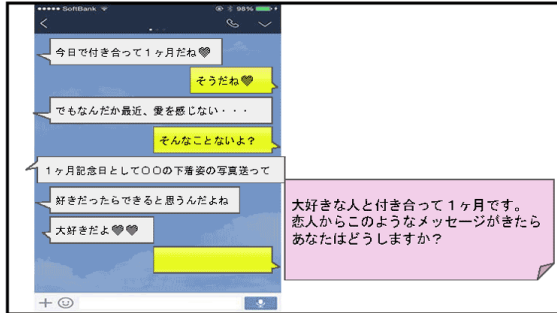 SoftBank
98%
今日で付き合って１ヶ月だね🖤
そうだね🖤
でもなんだか最近、愛を感じない・・・
そんなことないよ？
１ヶ月記念日として〇〇の下着姿の写真送って
好きだったらできると思うんだよね
大好きだよ🖤🖤
大好きな人と付き合って１ヶ月です。
恋人からこのようなメッセージがきたら
あなたはどうしますか？